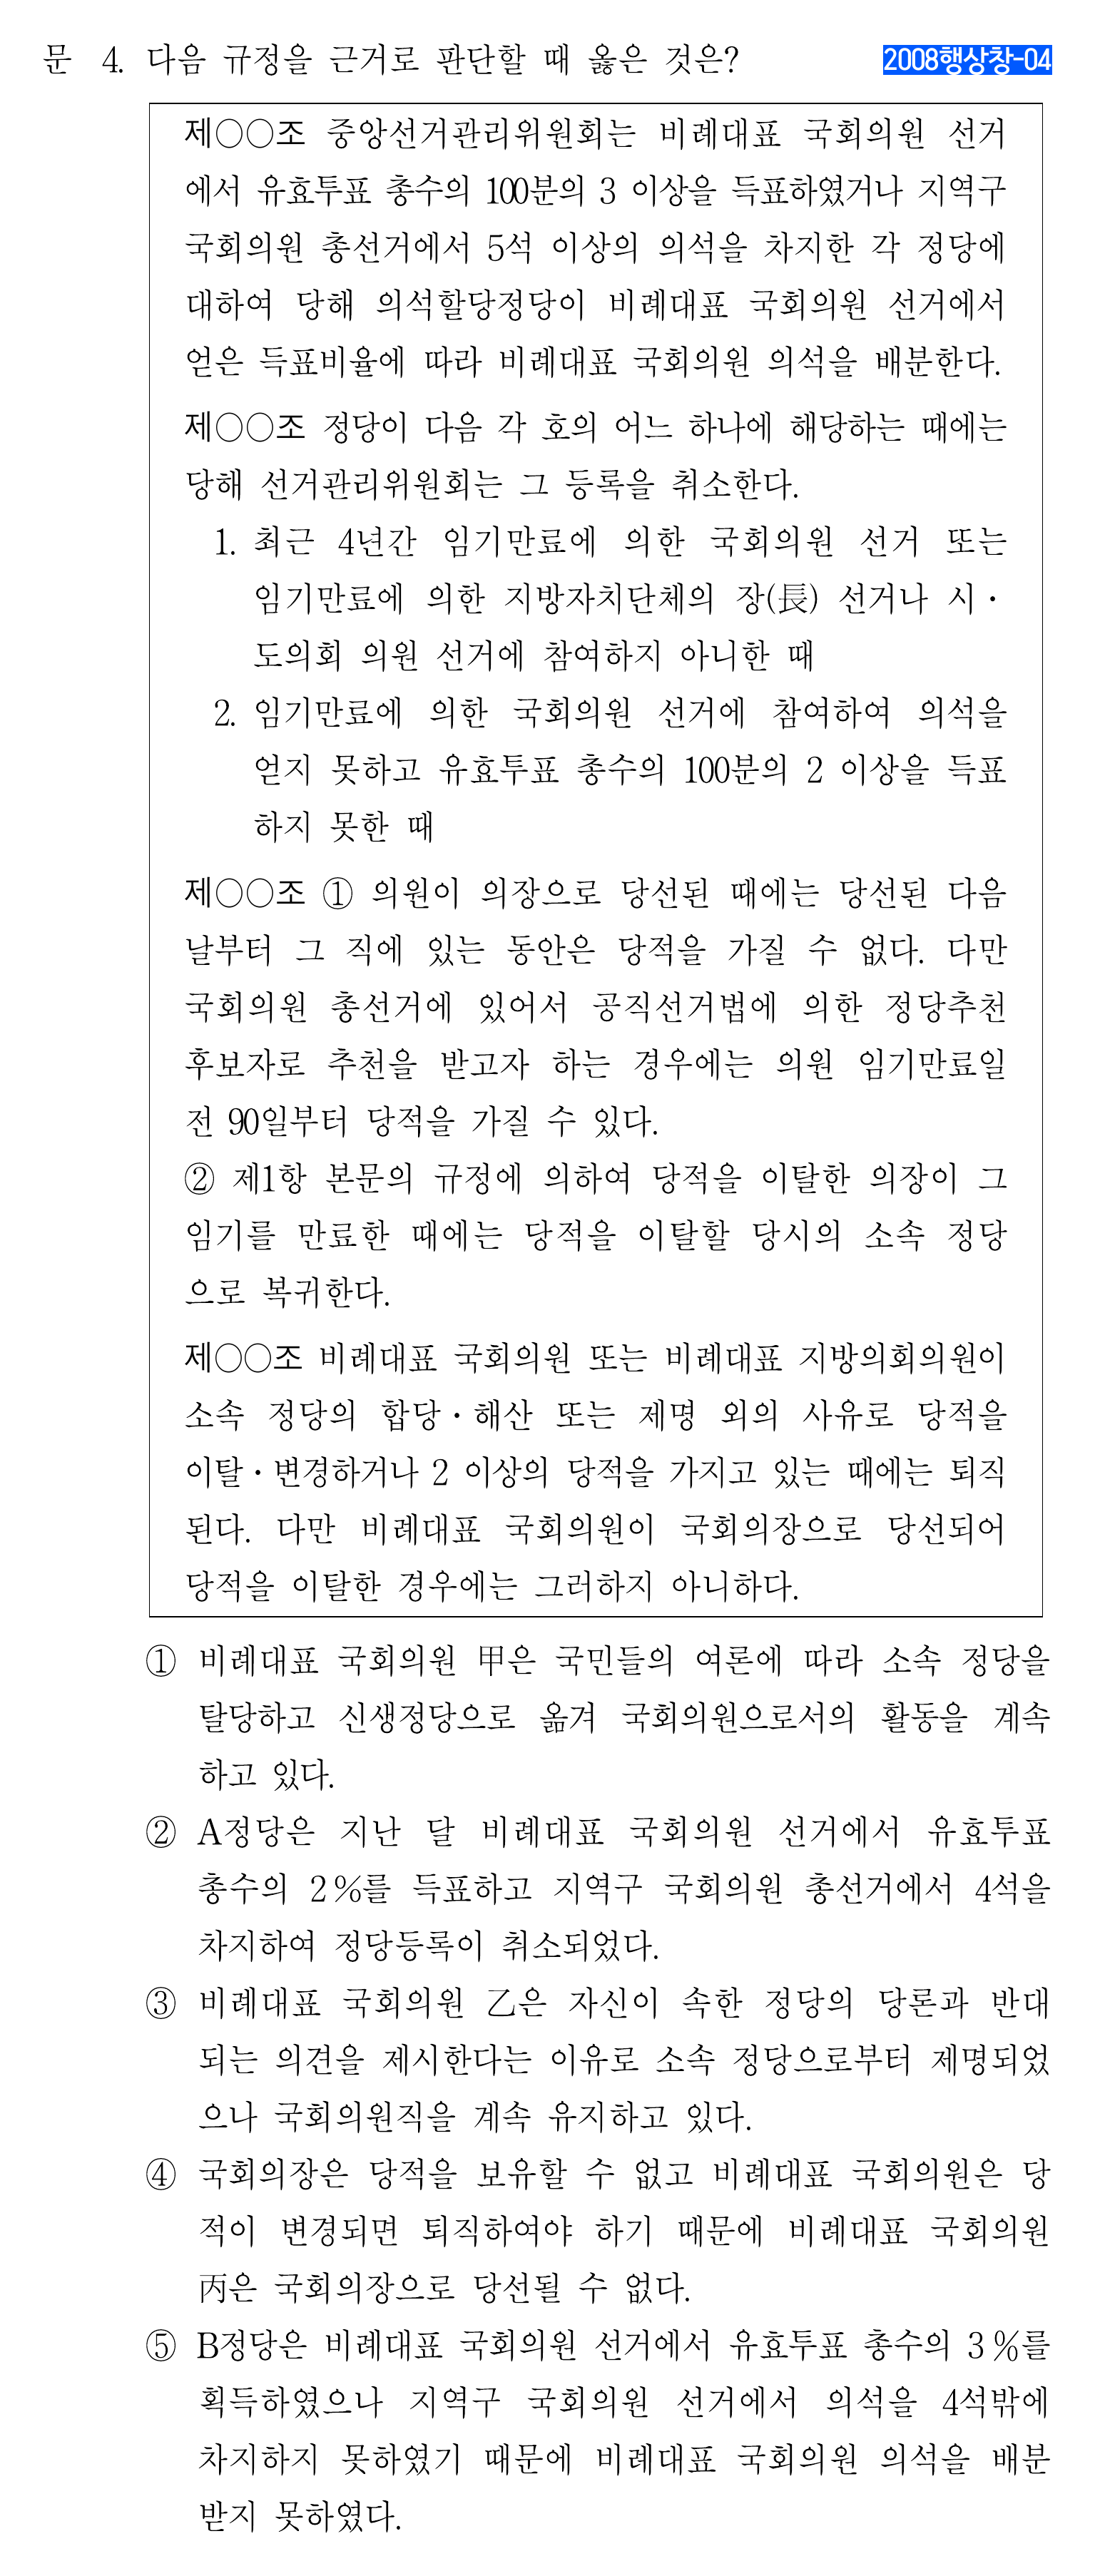 문 4. 다음 규정을 근거로 판단할 때 옳은 것은?
2008행상창-04
제○○조 중앙선거관리위원회는 비례대표 국회의원 선거
에서 유효투표 총수의 100분의 3 이상을 득표하였거나 지역구
국회의원 총선거에서 5석 이상의 의석을 차지한 각 정당에
대하여 당해 의석할당정당이 비례대표 국회의원 선거에서
얻은 득표비율에 따라 비례대표 국회의원 의석을 배분한다.
제○○조 정당이 다음 각 호의 어느 하나에 해당하는 때에는
당해 선거관리위원회는 그 등록을 취소한다.
1. 최근 4년간 임기만료에 의한 국회의원 선거 또는
임기만료에 의한 지방자치단체의 장(長) 선거나 시・
도의회 의원 선거에 참여하지 아니한 때
2. 임기만료에 의한 국회의원 선거에 참여하여 의석을
얻지 못하고 유효투표 총수의 100분의 2 이상을 득표
하지 못한 때
제○○조 ① 의원이 의장으로 당선된 때에는 당선된 다음
날부터 그 직에 있는 동안은 당적을 가질 수 없다. 다만
국회의원 총선거에 있어서 공직선거법에 의한 정당추천
후보자로 추천을 받고자 하는 경우에는 의원 임기만료일
전 90일부터 당적을 가질 수 있다.
② 제1항 본문의 규정에 의하여 당적을 이탈한 의장이 그
임기를 만료한 때에는 당적을 이탈할 당시의 소속 정당
으로 복귀한다.
제○○조 비례대표 국회의원 또는 비례대표 지방의회의원이
소속 정당의 합당・해산 또는 제명 외의 사유로 당적을
이탈・변경하거나 2 이상의 당적을 가지고 있는 때에는 퇴직
된다. 다만 비례대표 국회의원이 국회의장으로 당선되어
당적을 이탈한 경우에는 그러하지 아니하다.
① 비례대표 국회의원 甲은 국민들의 여론에 따라 소속 정당을
탈당하고 신생정당으로 옮겨 국회의원으로서의 활동을 계속
하고 있다.
② A정당은 지난 달 비례대표 국회의원 선거에서 유효투표
총수의 2%를 득표하고 지역구 국회의원 총선거에서 4석을
차지하여 정당등록이 취소되었다.
③ 비례대표 국회의원 乙은 자신이 속한 정당의 당론과 반대
되는 의견을 제시한다는 이유로 소속 정당으로부터 제명되었
으나 국회의원직을 계속 유지하고 있다.
④ 국회의장은 당적을 보유할 수 없고 비례대표 국회의원은 당
적이 변경되면 퇴직하여야 하기 때문에 비례대표 국회의원
丙은 국회의장으로 당선될 수 없다.
⑤ B정당은 비례대표 국회의원 선거에서 유효투표 총수의 3%를
획득하였으나 지역구 국회의원 선거에서 의석을 4석밖에
차지하지 못하였기 때문에 비례대표 국회의원 의석을 배분
받지 못하였다.